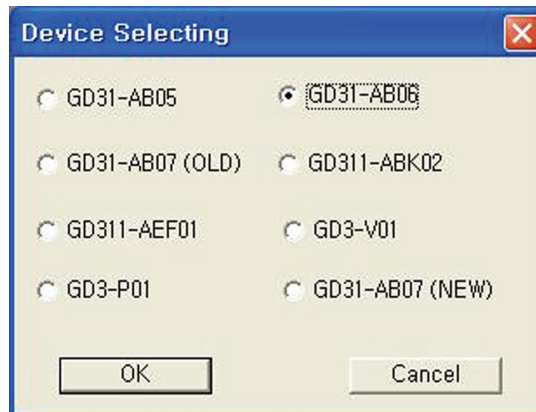 Device Selecting
GD31-AB05 GD31-AB06
GD31-AB07 (OLD) GD311-ABK02
GD311-AEF01 GD3-V01
GD3-P01 GD31-AB07 (NEW)
OK Cancel